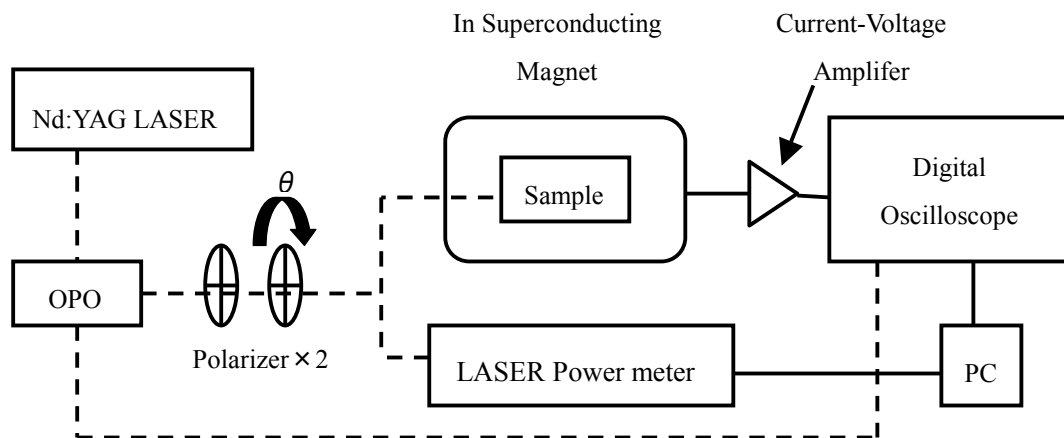 In Superconducting
Magnet
Current-Voltage
Amplifer
Nd:YAG LASER
θ
Sample
Digital
Oscilloscope
OPO
Polarizer×2
LASER Power meter
PC